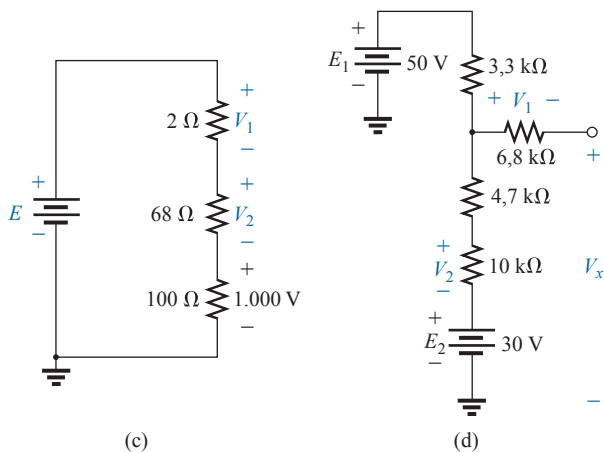 E
+
−
2 Ω
+
V1
−
68 Ω
+
V2
−
100 Ω
+
1.000 V
−
(c)
E1
+
−
50 V
3,3 kΩ
+ V1 −
6,8 kΩ
4,7 kΩ
+
V2
−
10 kΩ
+
E2
−
30 V
+
Vx
−
(d)